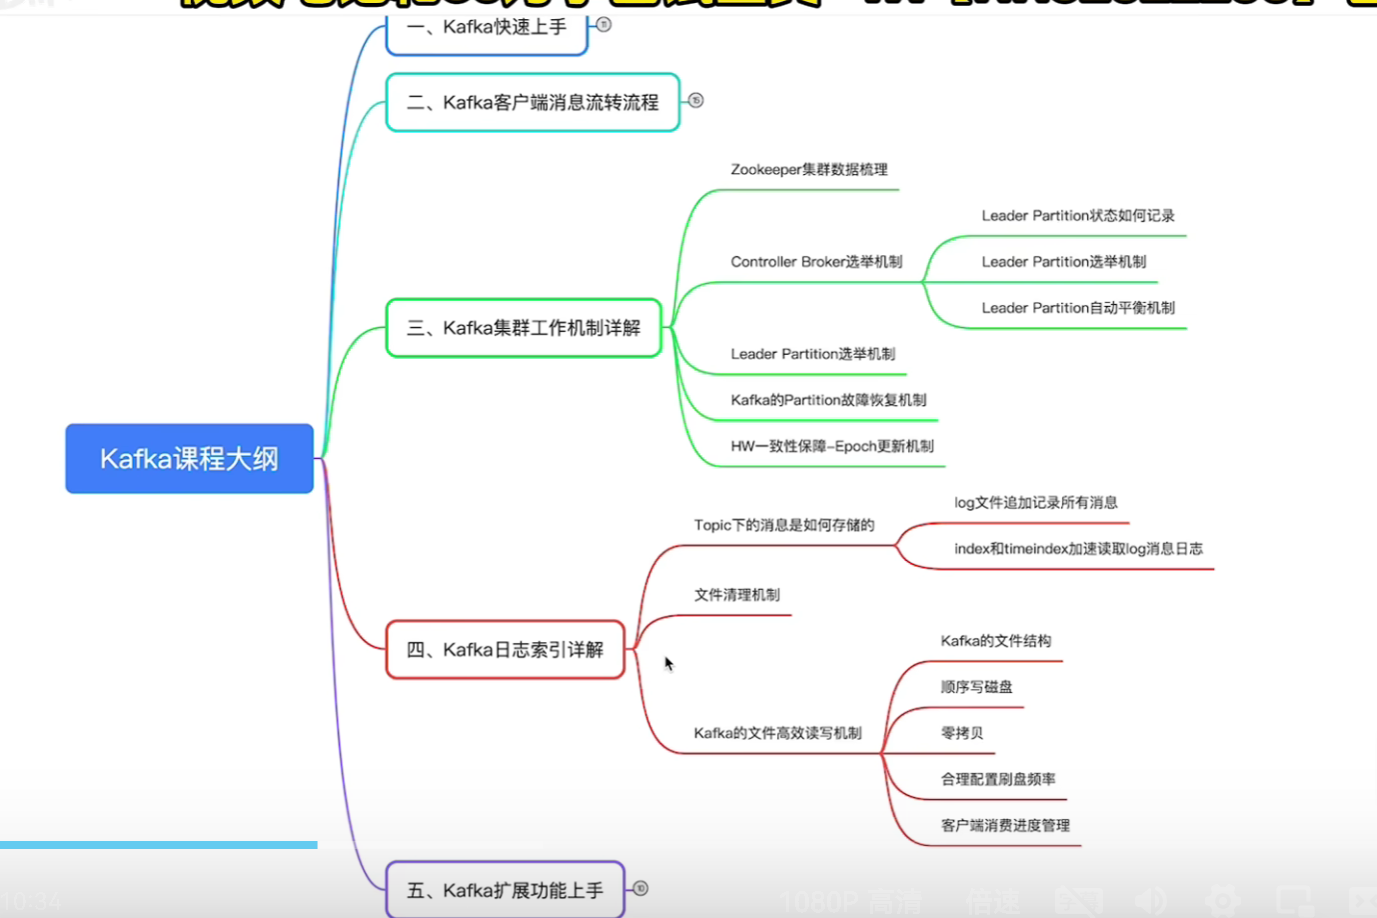 一、Kafka快速上手
二、Kafka客户端消息流转流程
Zookeeper集群数据梳理
Leader Partition状态如何记录
Controller Broker选举机制
Leader Partition选举机制
Leader Partition自动平衡机制
三、Kafka集群工作机制详解
Leader Partition选举机制
Kafka的Partition故障恢复机制
HW一致性保障-Epoch更新机制
Kafka课程大纲
log文件追加记录所有消息
Topic下的消息是如何存储的
index和timeindex加速读取log消息日志
文件清理机制
四、Kafka日志索引详解
Kafka的文件结构
顺序写磁盘
Kafka的文件高效读写机制
零拷贝
合理配置刷盘频率
客户端消费进度管理
五、Kafka扩展功能上手
10:34
1080P 高清
倍速